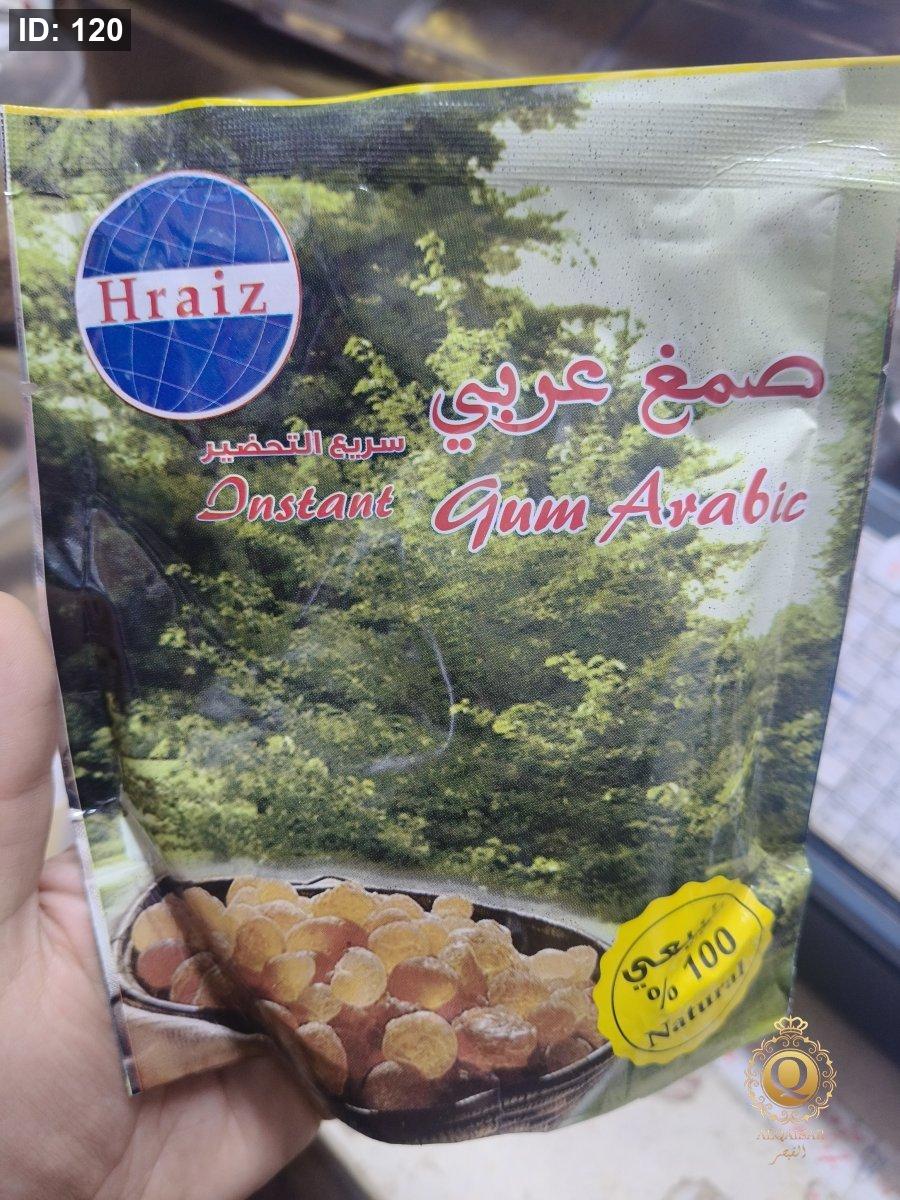 ID: 120
Hraiz
صمغ عربي
سريع التحضير
Instant Gum Arabic
طبيعي
% 100
Natural
Q
ALQAISAR
القيصر